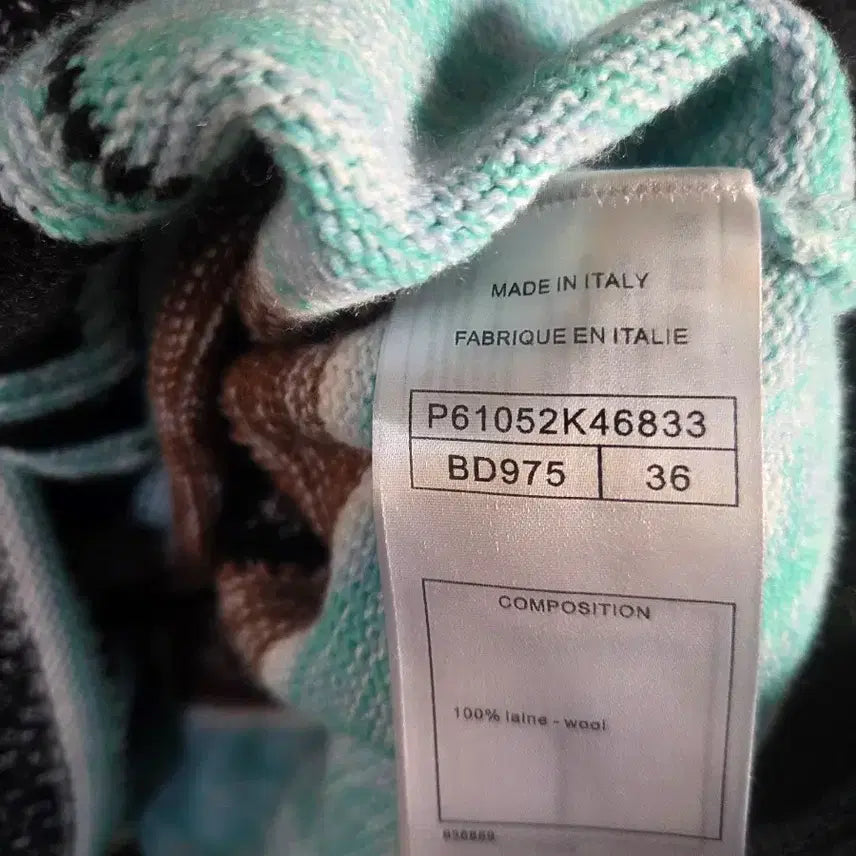 MADE IN ITALY
FABRIQUE EN ITALIE
P61052K46833
BD975 36
COMPOSITION
100% laine - wool